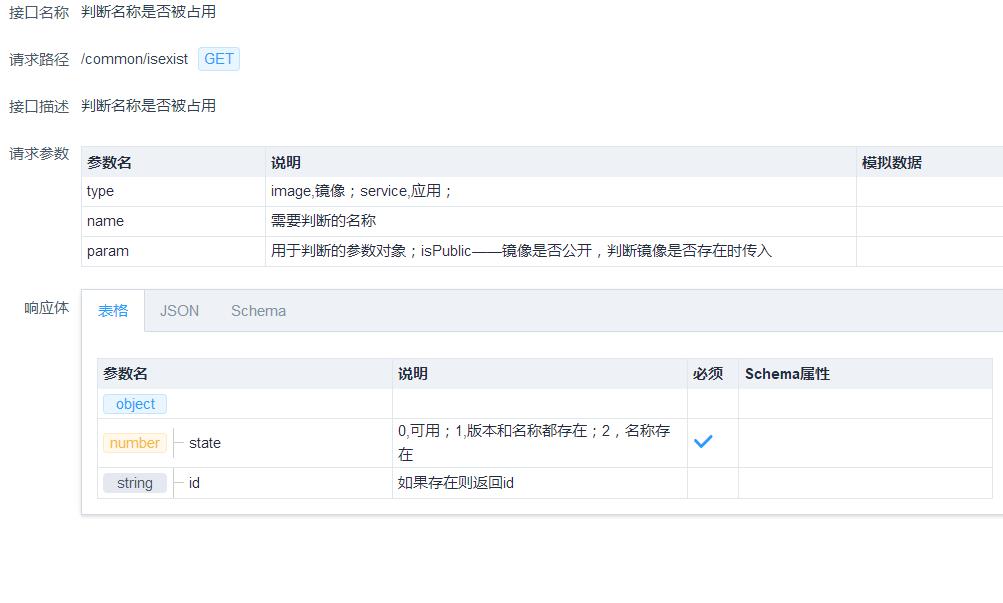 接口名称 判断名称是否被占用
请求路径 /common/isexist GET
接口描述 判断名称是否被占用
请求参数
参数名 说明 模拟数据
type image,镜像；service,应用；
name 需要判断的名称
param 用于判断的参数对象；isPublic——镜像是否公开，判断镜像是否存在时传入
响应体
表格 JSON Schema
参数名 说明 必须 Schema属性
object
number state 0,可用；1,版本和名称都存在；2，名称存
在
string id 如果存在则返回id